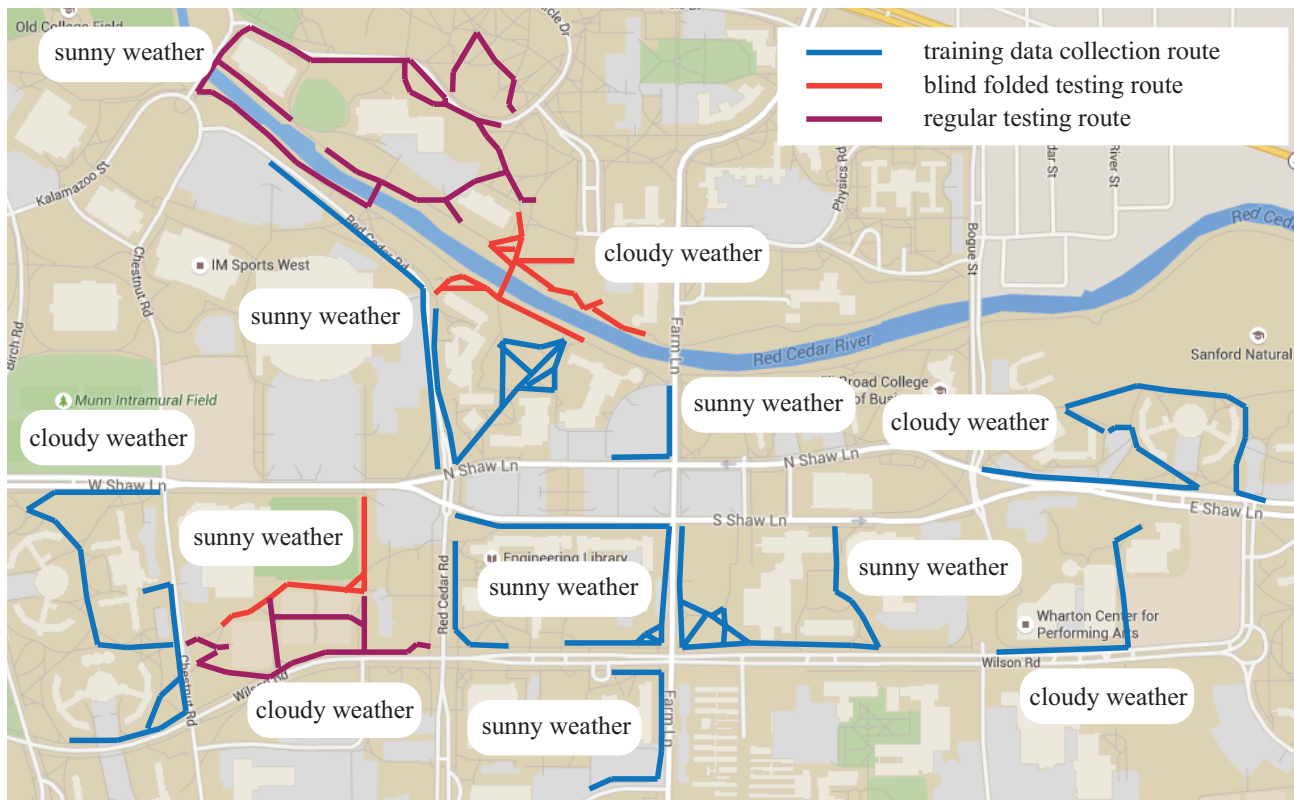 Old College Field
sunny weather
training data collection route
blind folded testing route
regular testing route
Kalamazoo St
Physics Rd
River St
Bogue St
Red Cedar Rd
Chestnut Rd
IM Sports West
cloudy weather
sunny weather
Birch Rd
Farm Ln
Red Cedar River
Sanford Natural
Munn Intramural Field
Broad College
of Bus
sunny weather
cloudy weather
cloudy weather
N Shaw Ln
N Shaw Ln
W Shaw Ln
S Shaw Ln
E Shaw Ln
sunny weather
Engineering Library
sunny weather
sunny weather
Red Cedar Rd
Wharton Center for
Performing Arts
Wilson Rd
Chestnut Rd
cloudy weather
cloudy weather
Farm Ln
sunny weather